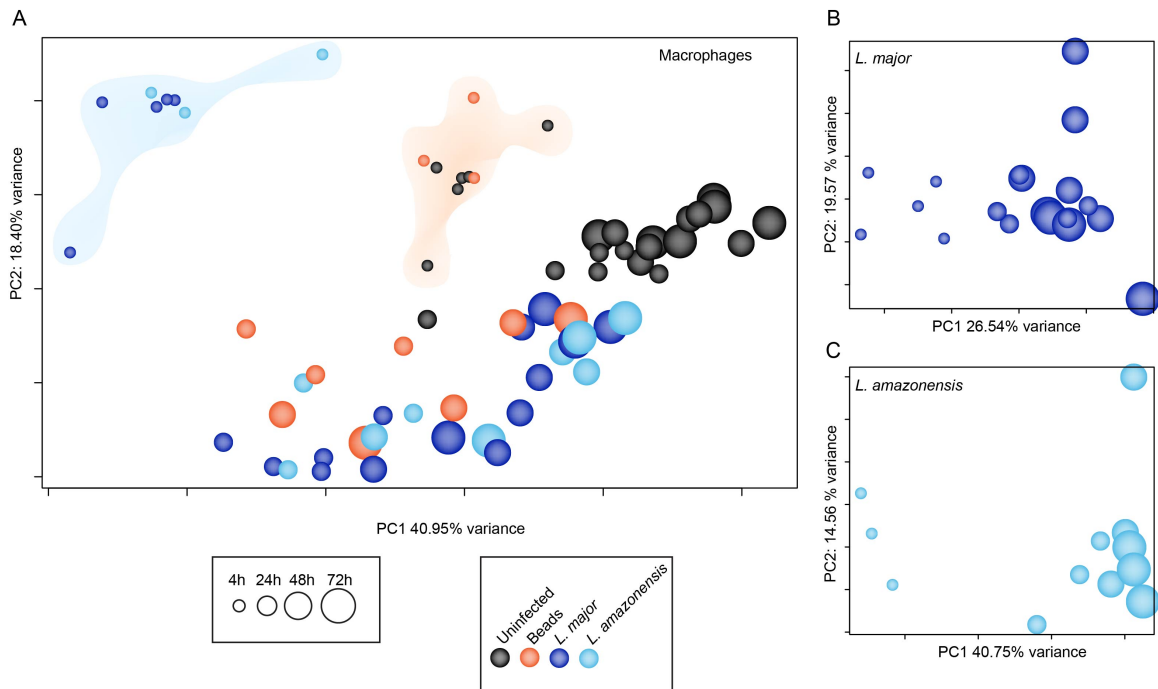 A
Macrophages
PC2: 18.40% variance
PC1 40.95% variance
4h 24h 48h 72h
Uninfected
Beads
L. major
L. amazonensis
B
L. major
PC2: 19.57 % variance
PC1 26.54% variance
C
L. amazonensis
PC2: 14.56 % variance
PC1 40.75% variance